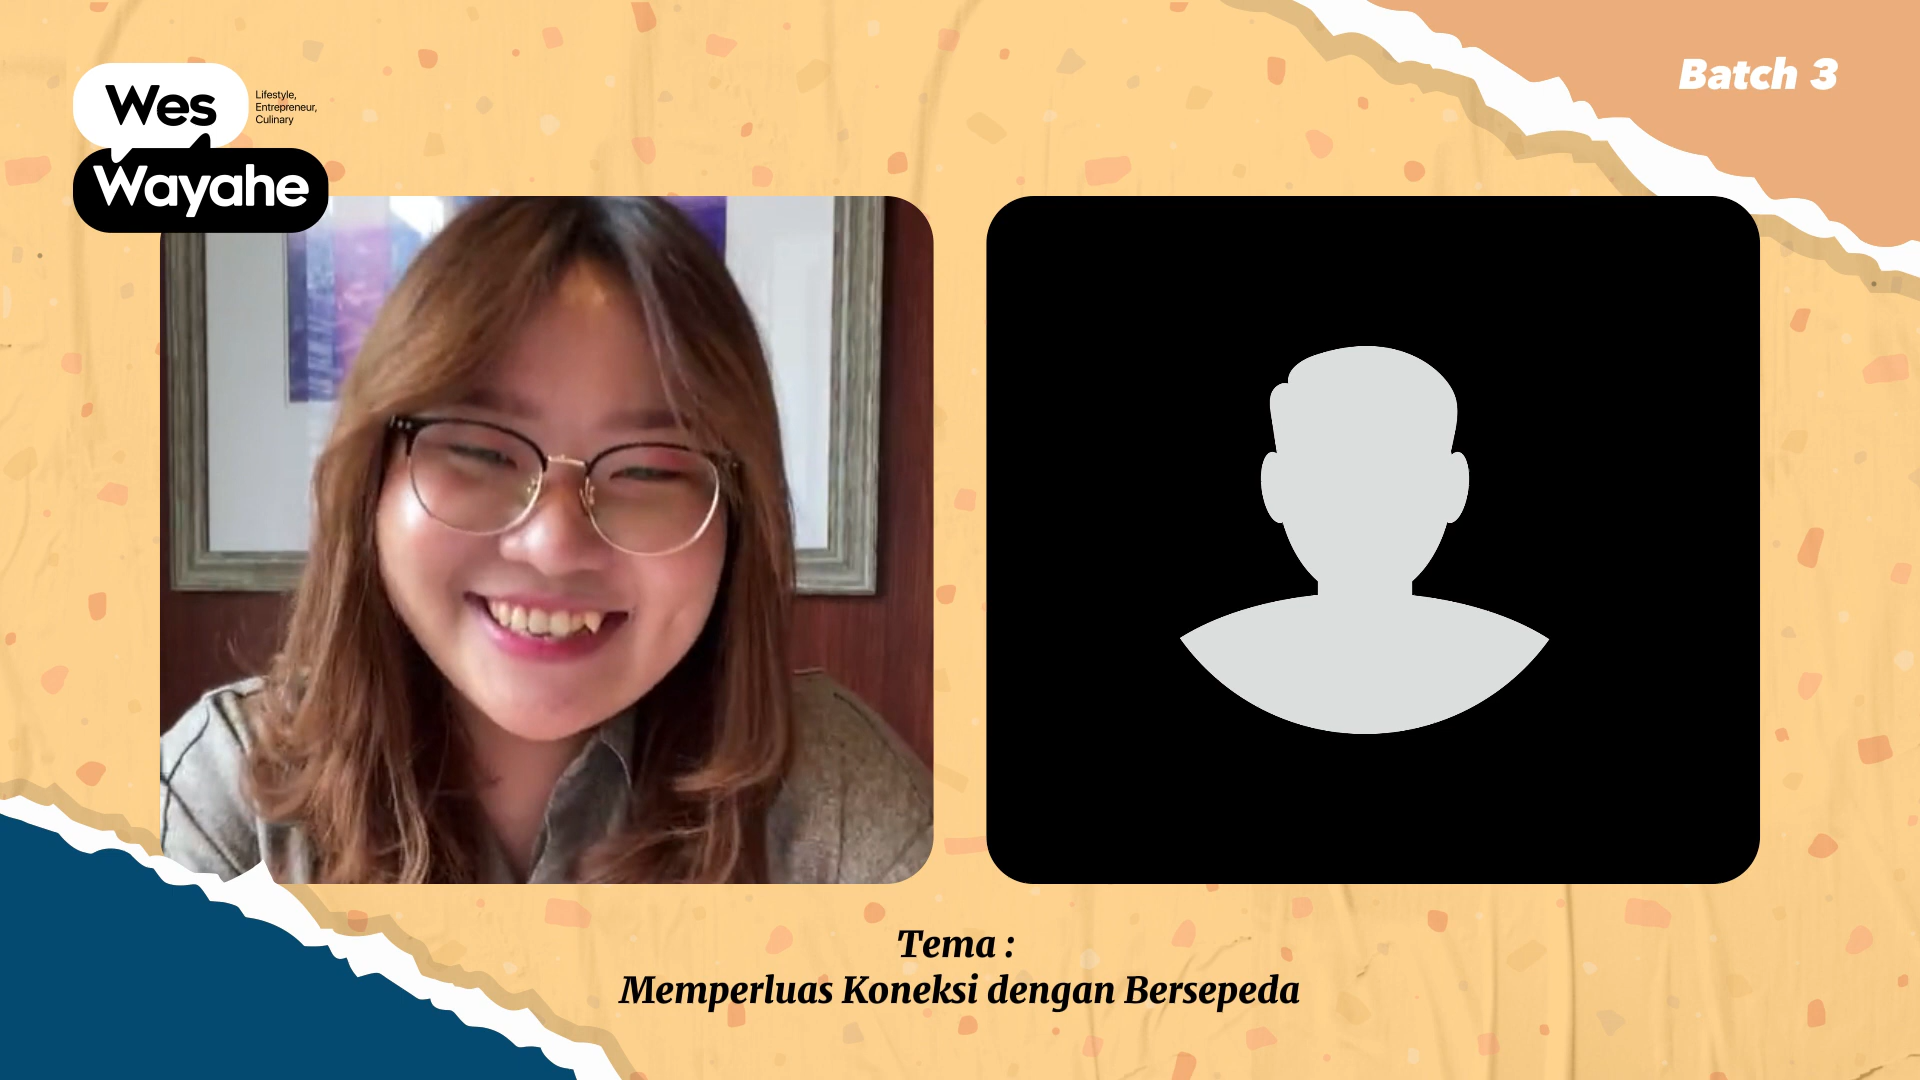 Wes
Lifestyle,
Entrepreneur,
Culinary
Wayahe
Batch 3
Tema :
Memperluas Koneksi dengan Bersepeda